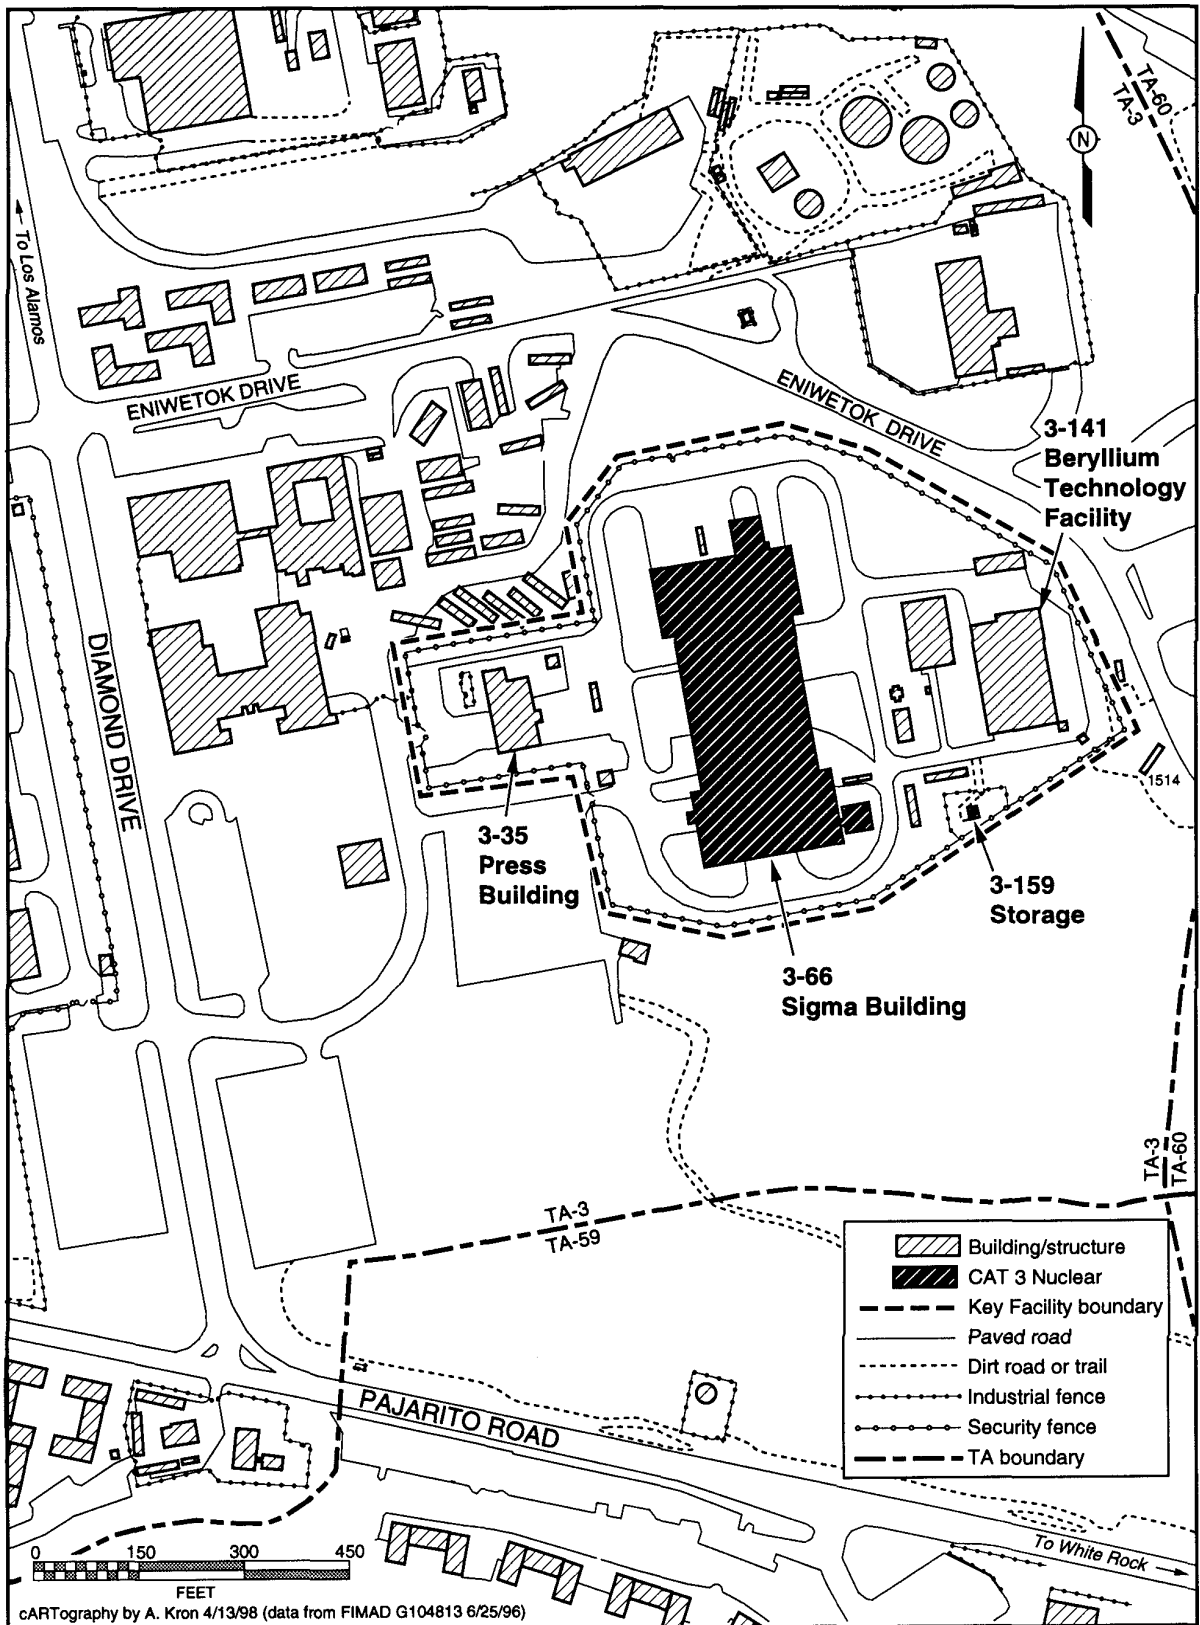 TA-60
TA-3
N
To Los Alamos
ENIWETOK DRIVE
ENIWETOK DRIVE
3-141
Beryllium
Technology
Facility
DIAMOND DRIVE
1514
3-35
Press
Building
3-159
Storage
3-66
Sigma Building
TA-3
TA-60
TA-3
TA-59
Building/structure
CAT 3 Nuclear
Key Facility boundary
Paved road
Dirt road or trail
Industrial fence
Security fence
TA boundary
PAJARITO ROAD
To White Rock
0 150 300 450
FEET
cARTography by A. Kron 4/13/98 (data from FIMAD G104813 6/25/96)